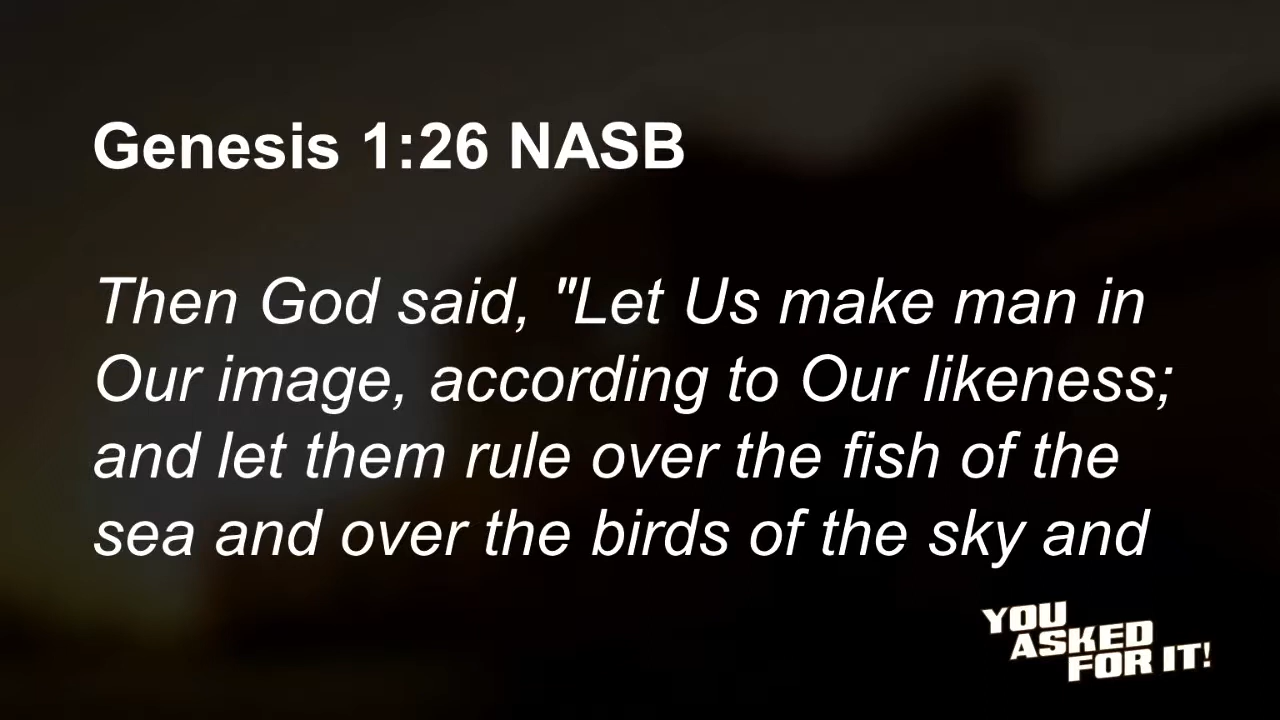 Genesis 1:26 NASB
Then God said, "Let Us make man in
Our image, according to Our likeness;
and let them rule over the fish of the
sea and over the birds of the sky and
YOU
ASKED
FOR IT!